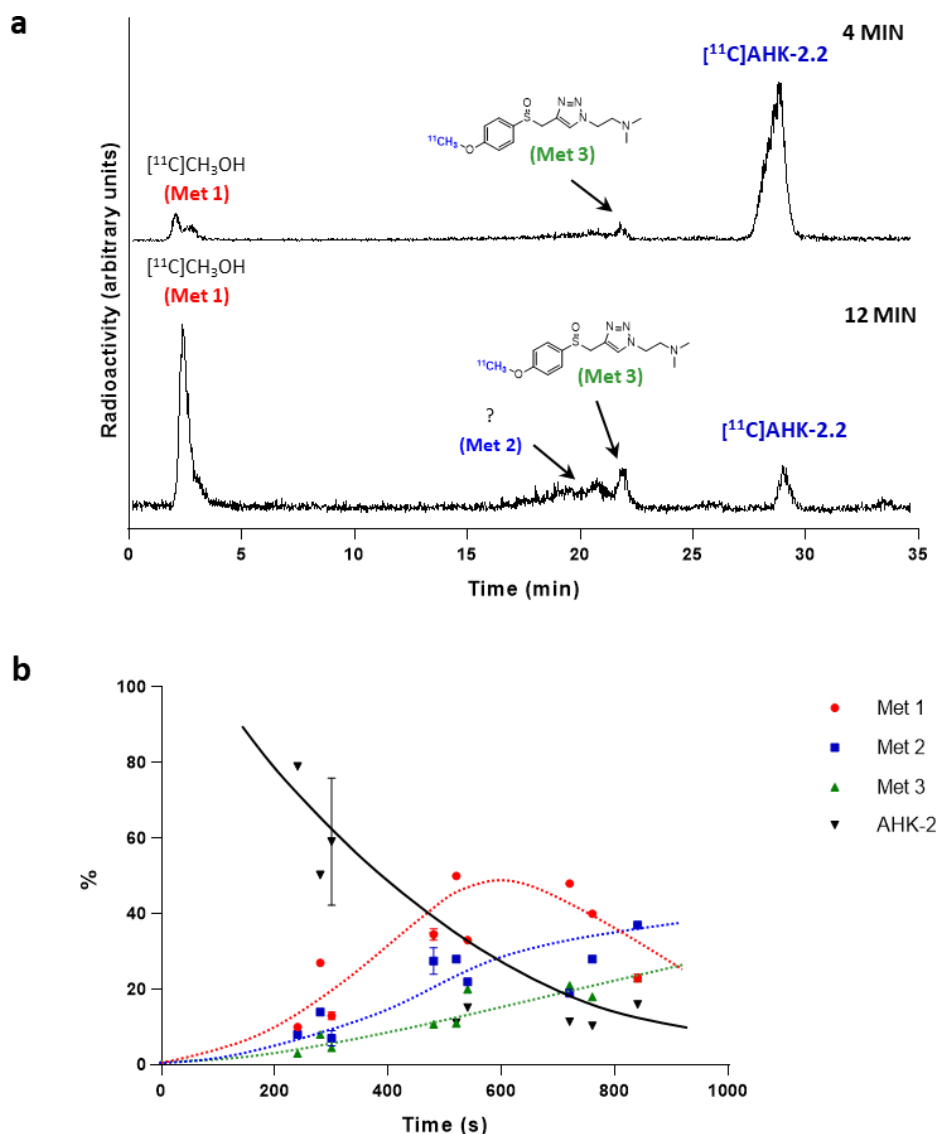 a
4 MIN
[¹¹C]AHK-2.2
[¹¹C]CH₃OH
(Met 1)
O
S
N=N
N
N
¹¹CH₃
O
(Met 3)
[¹¹C]CH₃OH
(Met 1)
12 MIN
O
S
N=N
N
N
¹¹CH₃
O
(Met 3)
?
(Met 2)
[¹¹C]AHK-2.2
Radioactivity (arbitrary units)
0 5 10 15 20 25 30 35
Time (min)
b
100
80
60
40
20
0
%
0 200 400 600 800 1000
Time (s)
Met 1
Met 2
Met 3
AHK-2